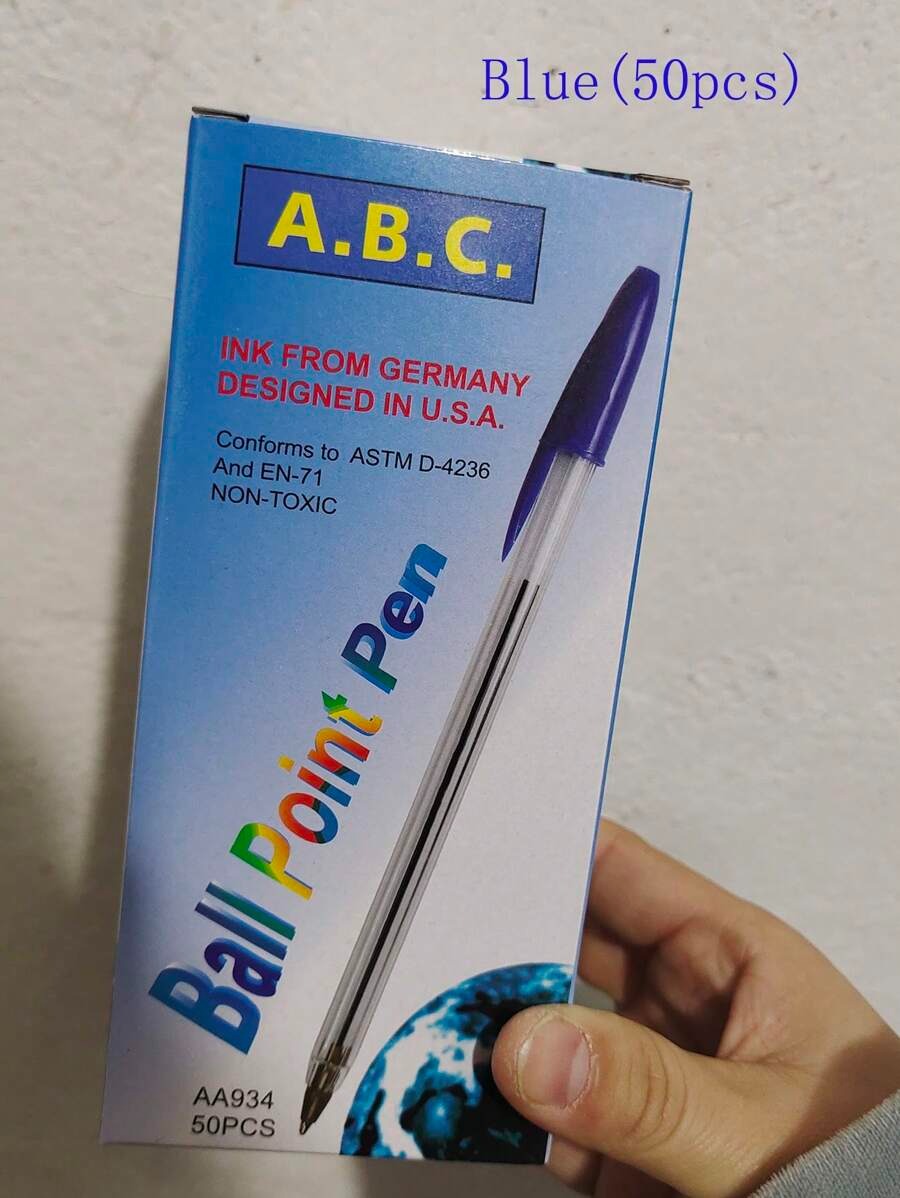 Blue(50pcs)
A.B.C.
INK FROM GERMANY
DESIGNED IN U.S.A.
Conforms to ASTM D-4236
And EN-71
NON-TOXIC
Ball Point Pen
AA934
50PCS